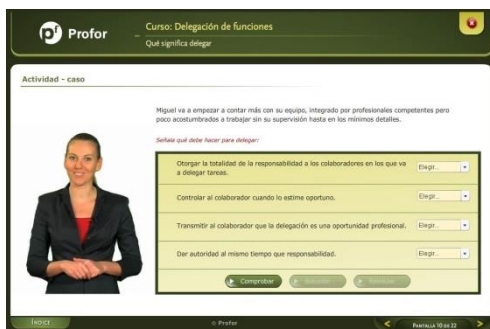 pr Profor
Curso: Delegación de funciones
Qué significa delegar
Actividad - caso
Miguel va a empezar a contar más con su equipo, integrado por profesionales competentes pero
poco acostumbrados a trabajar sin su supervisión hasta en los mínimos detalles.
Señala qué debe hacer para delegar:
Otorgar la totalidad de la responsabilidad a los colaboradores en los que va
a delegar tareas.
Elegir...
Controlar al colaborador cuando lo estime oportuno.
Elegir...
Transmitir al colaborador que la delegación es una oportunidad profesional.
Elegir...
Dar autoridad al mismo tiempo que responsabilidad.
Elegir...
Comprobar
ÍNDICE
© Profor
PANTALLA 10 DE 22